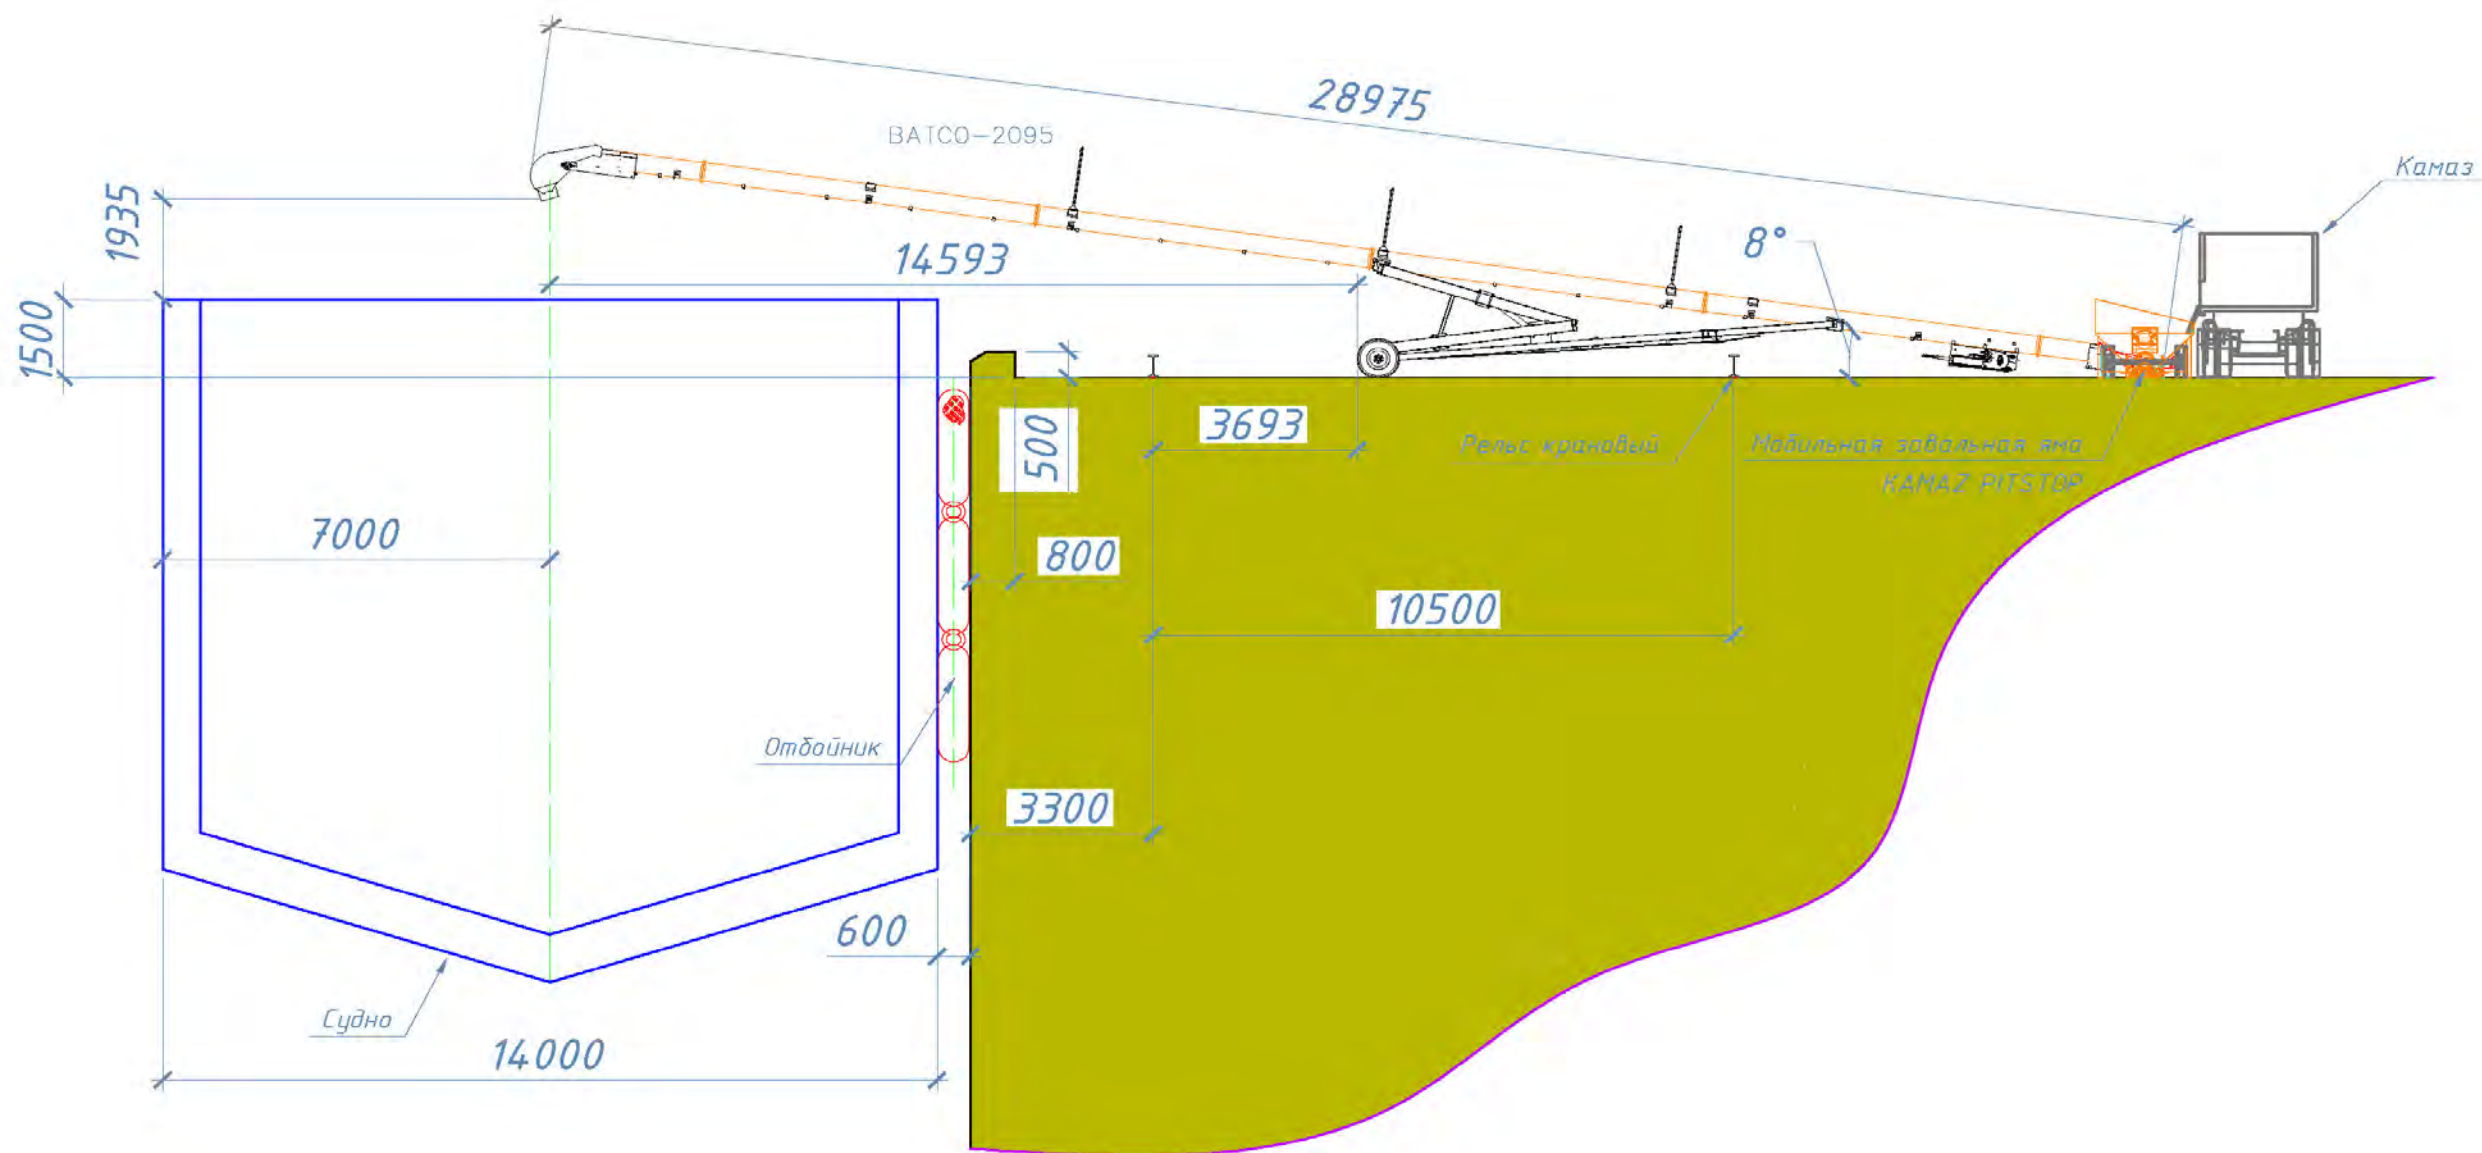 28975
BATCO-2095
Камаз
1935
14593
8°
1500
3693
500
Рельс крановый
Мобильная завальная яма
KAMAZ PITSTOP
7000
800
10500
Отбойник
3300
600
Судно
14000